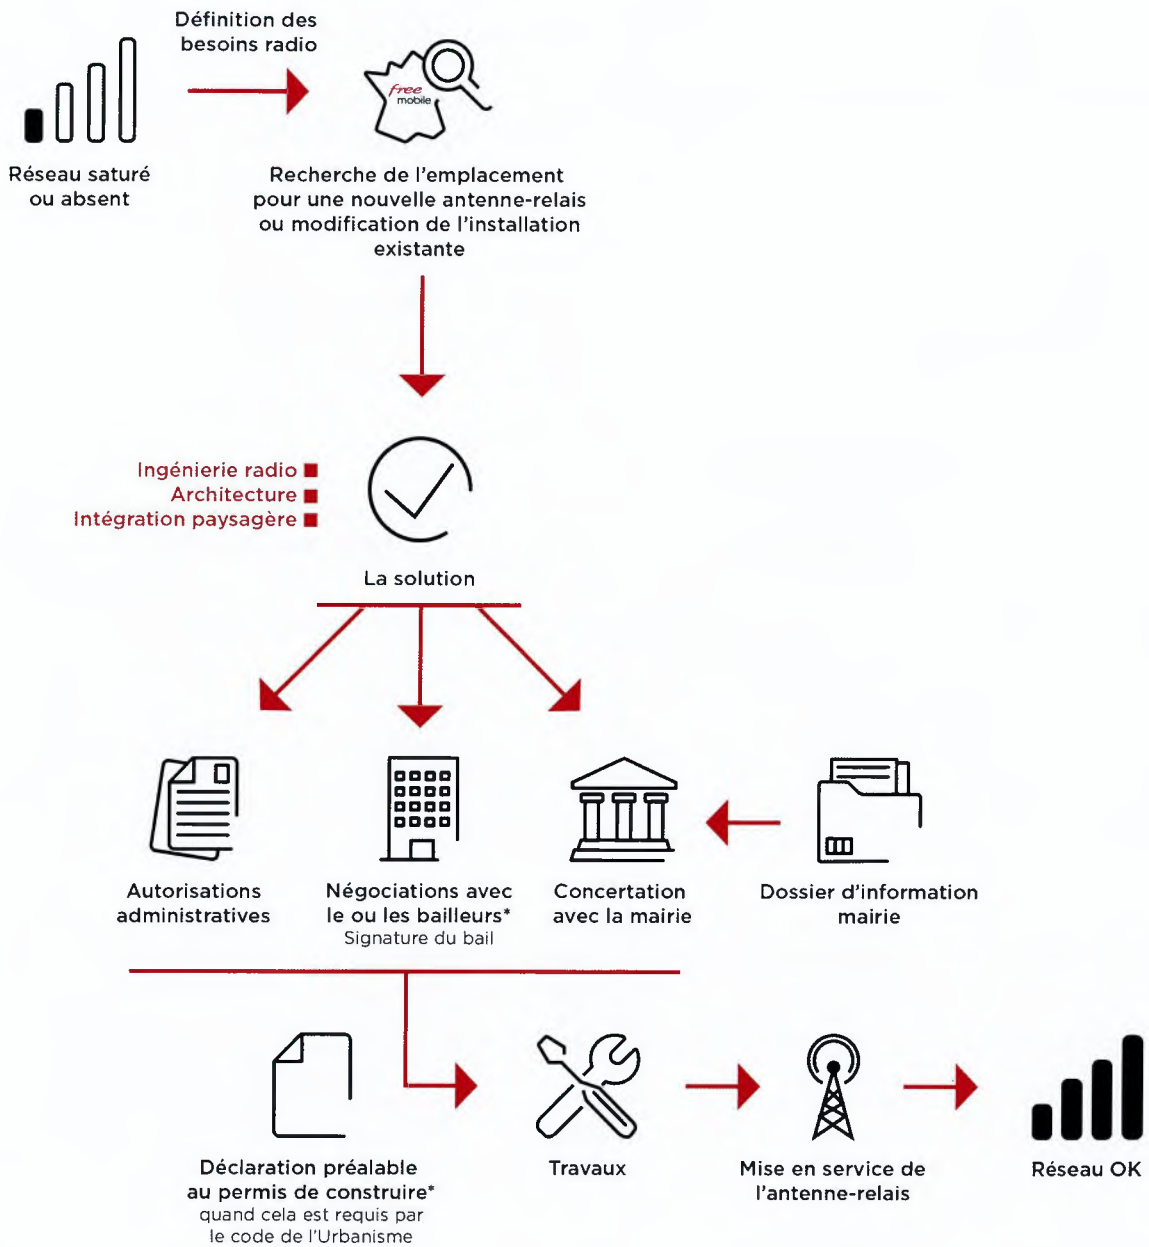 Définition des
besoins radio
free
mobile
Réseau saturé
ou absent
Recherche de l'emplacement
pour une nouvelle antenne-relais
ou modification de l'installation
existante
Ingénierie radio
Architecture
Intégration paysagère
La solution
Autorisations
administratives
Négociations avec
le ou les bailleurs*
Signature du bail
Concertation
avec la mairie
Dossier d'information
mairie
Déclaration préalable
au permis de construire*
quand cela est requis par
le code de l'Urbanisme
Travaux
Mise en service de
l'antenne-relais
Réseau OK